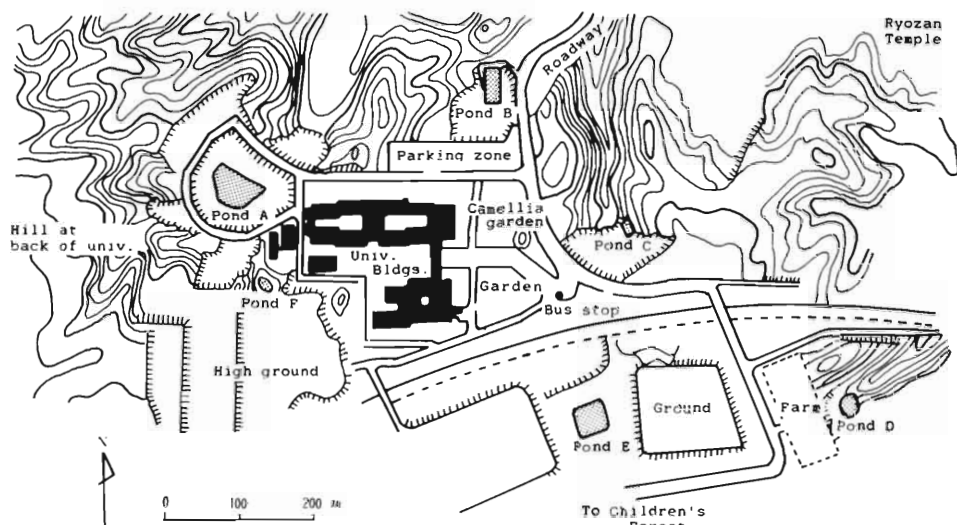 Ryozan
Temple
Roadway
Pond B
Parking zone
Pond A
Camellia
garden
Hill at
back of univ.
Pond C
Univ.
Bldgs.
Garden
Pond F
Bus stop
High ground
Ground
Farm
Pond D
Pond E
0 100 200 m
To Children's
Forest